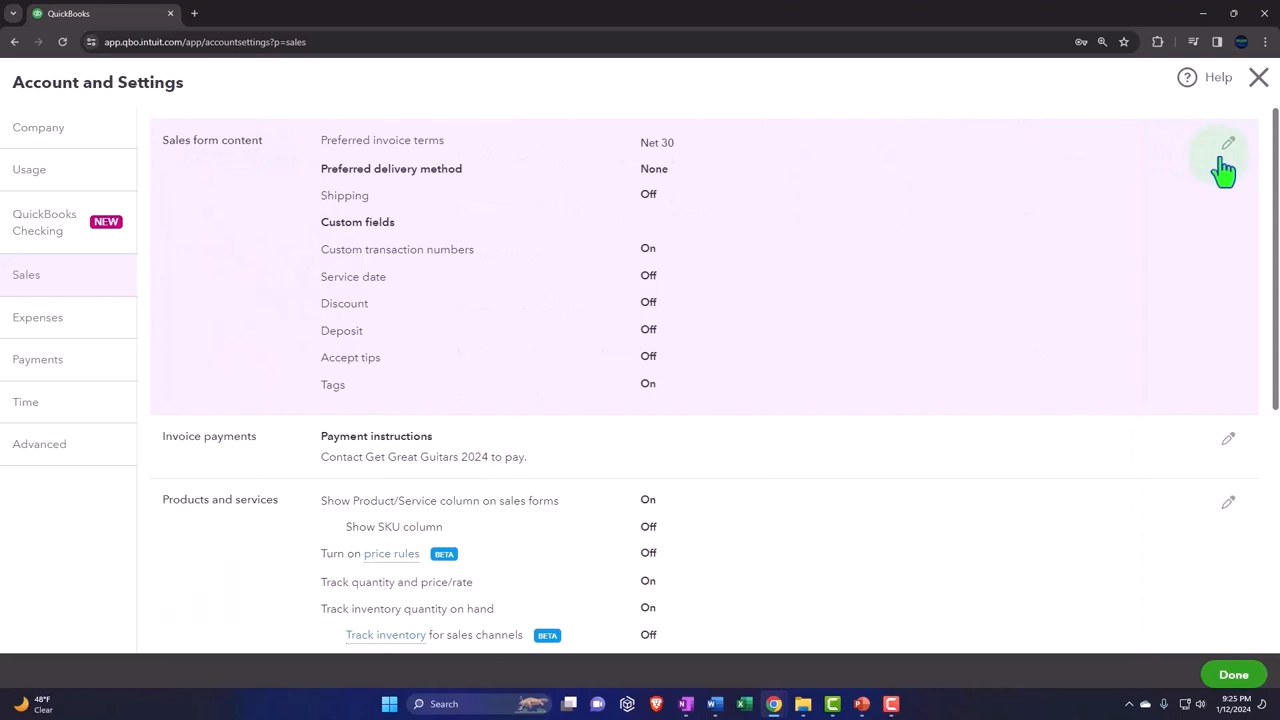 QuickBooks
app.qbo.intuit.com/app/accountsettings?p=sales
Account and Settings
Help
Company
Usage
QuickBooks
Checking
NEW
Sales
Expenses
Payments
Time
Advanced
Sales form content
Preferred invoice terms
Net 30
Preferred delivery method
None
Shipping
Off
Custom fields
Custom transaction numbers
On
Service date
Off
Discount
Off
Deposit
Off
Accept tips
Off
Tags
On
Invoice payments
Payment instructions
Contact Get Great Guitars 2024 to pay.
Products and services
Show Product/Service column on sales forms
On
Show SKU column
Off
Turn on price rules BETA
Off
Track quantity and price/rate
On
Track inventory quantity on hand
On
Track inventory for sales channels BETA
Off
Done
48°F
Clear
Search
9:25 PM
1/12/2024